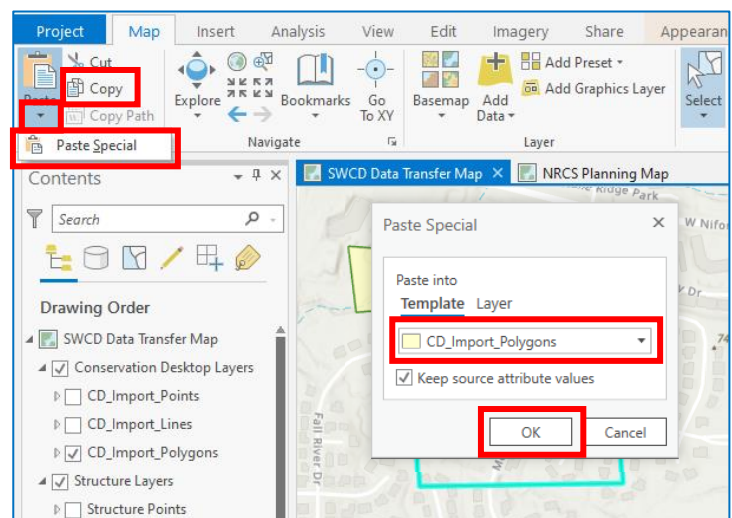 Project Map Insert Analysis View Edit Imagery Share Appearan
Cut
Copy
Copy Path
Paste Special
Explore
Bookmarks
Go
To XY
Navigate
Basemap
Add
Data
Add Preset
Add Graphics Layer
Layer
Select
Contents
Search
Drawing Order
SWCD Data Transfer Map
Conservation Desktop Layers
CD_Import_Points
CD_Import_Lines
CD_Import_Polygons
Structure Layers
Structure Points
SWCD Data Transfer Map NRCS Planning Map
Ridge Park
W Nifo
Dr
74
Fall River Dr
Paste Special
Paste into
Template Layer
CD_Import_Polygons
Keep source attribute values
OK Cancel